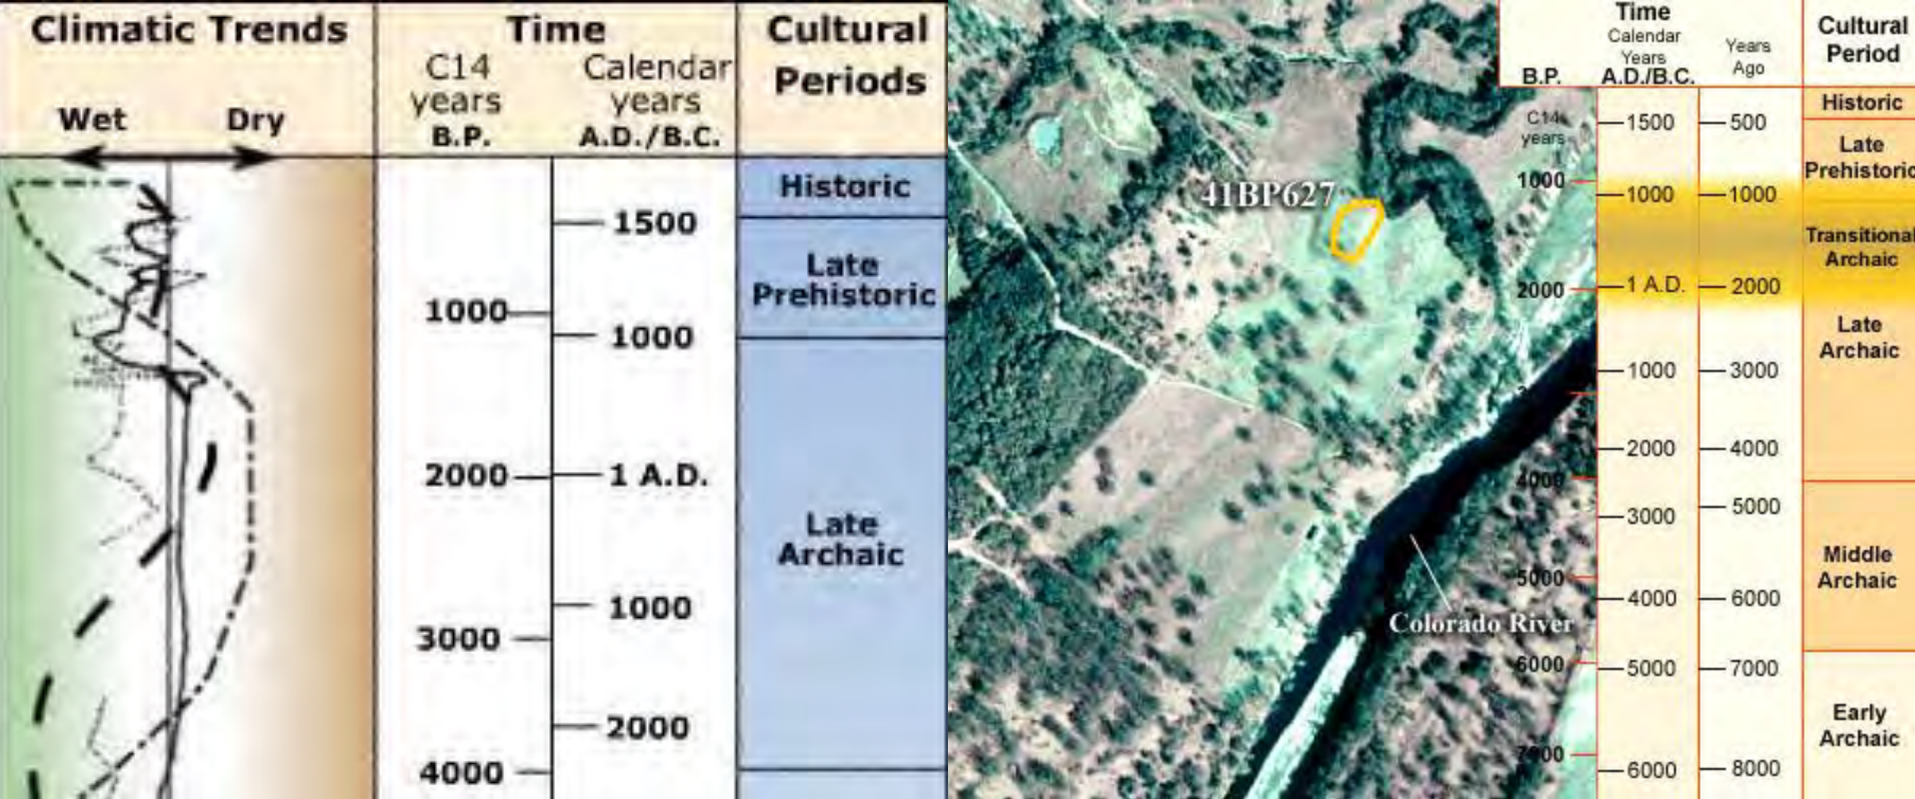 Climatic Trends
Wet
Dry
Time
C14
years
B.P.
Calendar
years
A.D./B.C.
Cultural
Periods
1000
2000
3000
4000
1500
1000
1 A.D.
1000
2000
Historic
Late
Prehistoric
Late
Archaic
41BP627
Colorado River
Time
B.P.
Calendar
Years
A.D./B.C.
Years
Ago
Cultural
Period
C14
years
1000
2000
4000
5000
6000
1500
1000
1 A.D.
1000
2000
3000
4000
5000
6000
500
1000
2000
3000
4000
5000
6000
7000
8000
Historic
Late
Prehistoric
Transitional
Archaic
Late
Archaic
Middle
Archaic
Early
Archaic